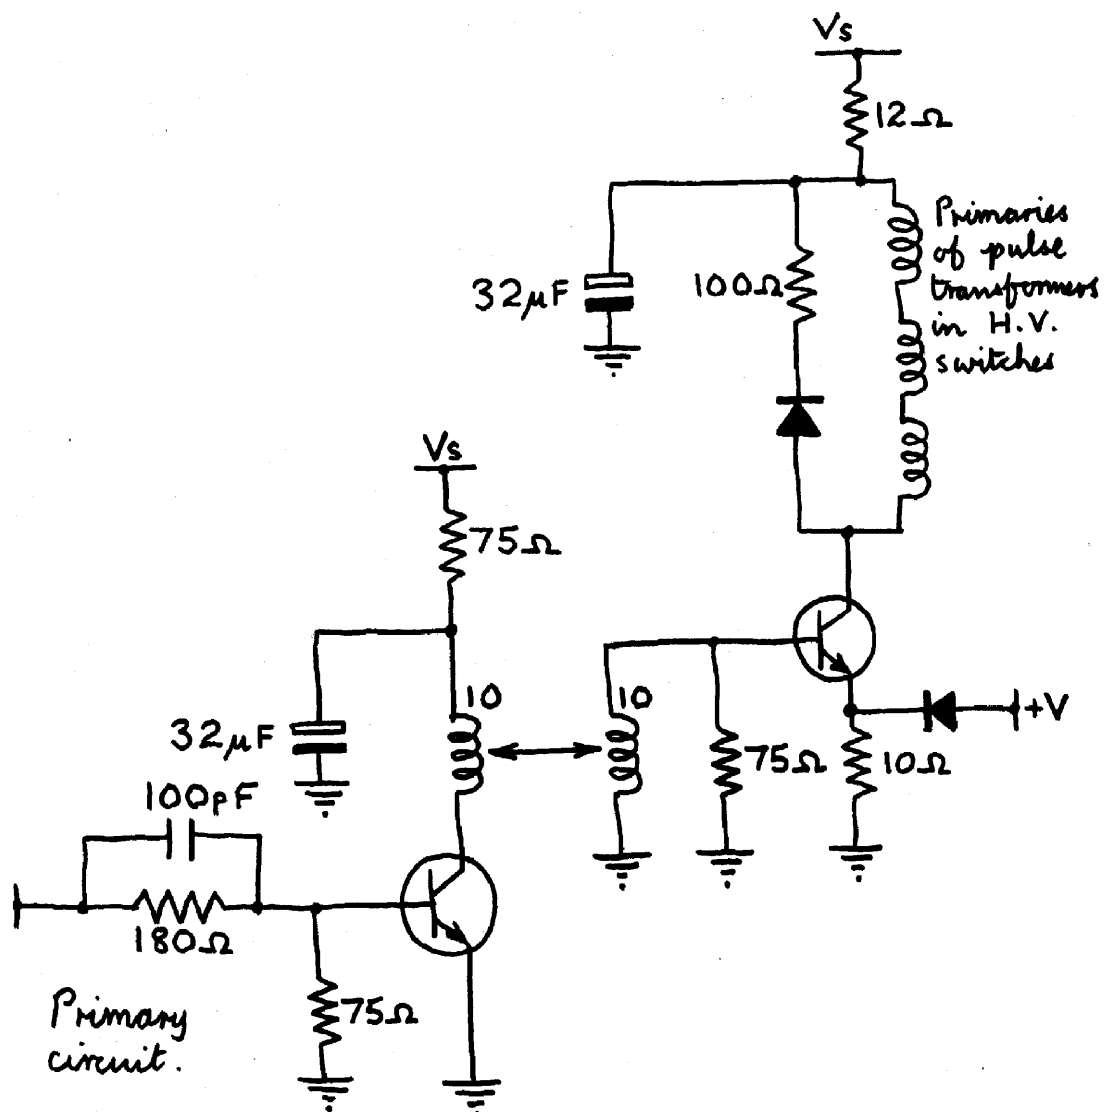 Vs
12Ω
Primaries
of pulse
transformers
in H.V.
switches
32μF
100Ω
Vs
75Ω
10
10
+V
32μF
75Ω
10Ω
100pF
180Ω
75Ω
Primary
circuit.